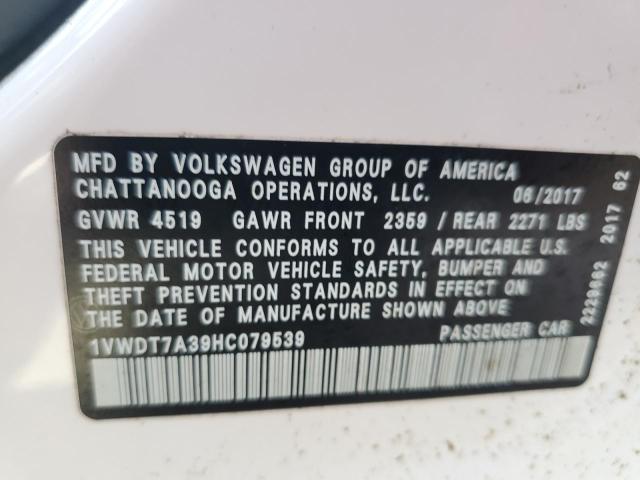 MFD BY VOLKSWAGEN GROUP OF AMERICA
CHATTANOOGA OPERATIONS, LLC. 06/2017
GVWR 4519 GAWR FRONT 2359 / REAR 2271 LBS
THIS VEHICLE CONFORMS TO ALL APPLICABLE U.S.
FEDERAL MOTOR VEHICLE SAFETY, BUMPER AND
THEFT PREVENTION STANDARDS IN EFFECT ON
THE DATE OF MANUFACTURE SHOWN ABOVE
1VWDT7A39HC079539 PASSENGER CAR
2229662 2017 62